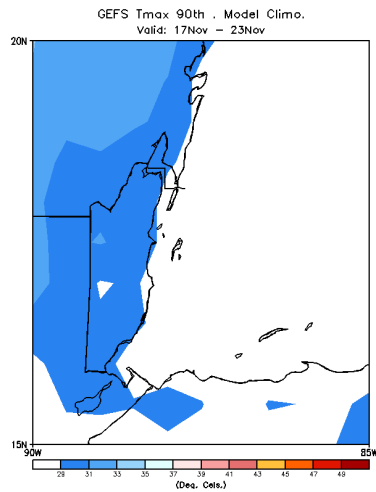 GEFS Tmax 90th . Model Climo.
Valid: 17Nov - 23Nov
20N
15N
90W 85W
29 31 33 35 37 39 41 43 45 47 49
(Deg. Cels.)